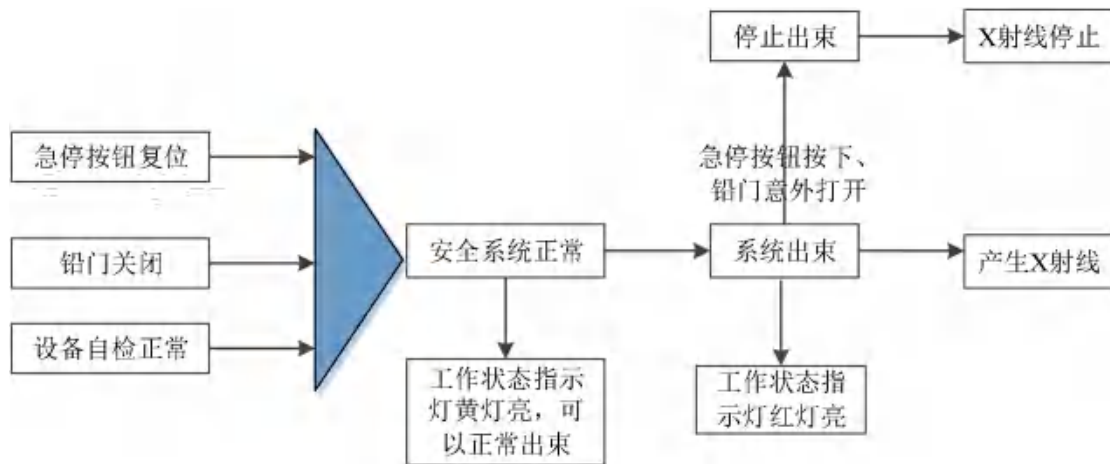 停止出束
X射线停止
急停按钮复位
急停按钮按下、
铅门意外打开
铅门关闭
安全系统正常
系统出束
产生X射线
设备自检正常
工作状态指示
灯黄灯亮，可
以正常出束
工作状态指
示灯红灯亮